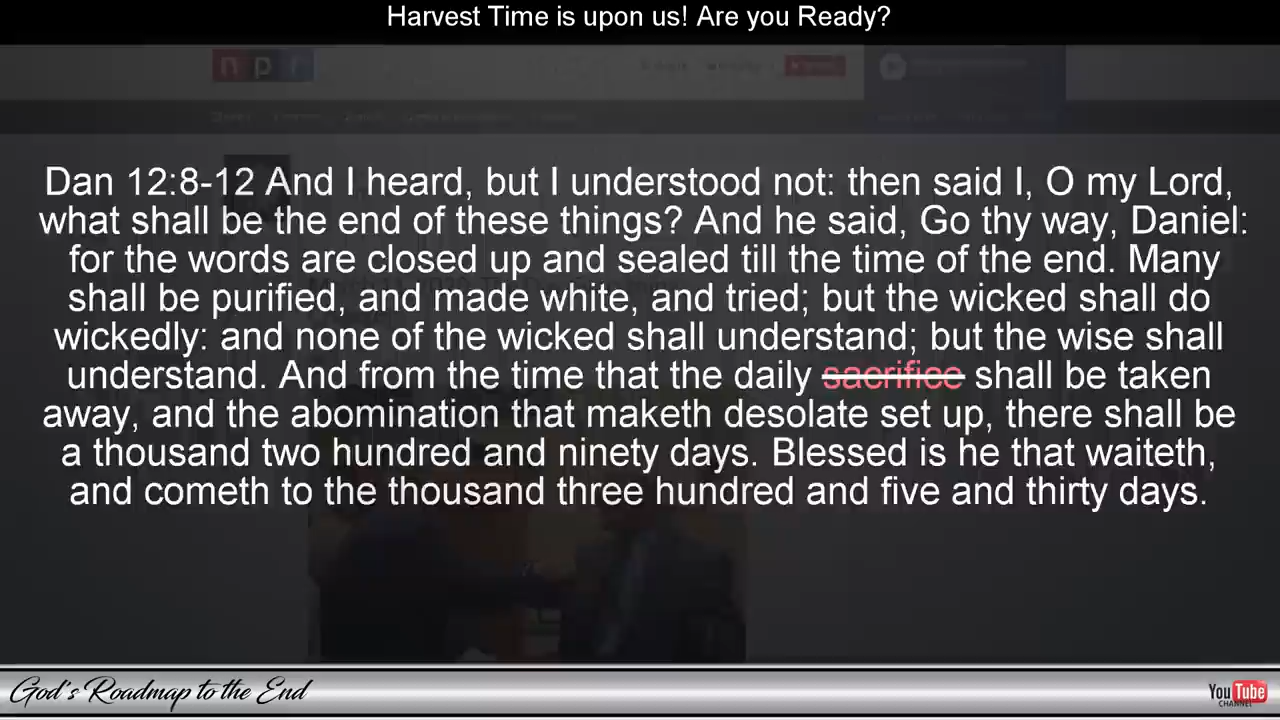 Harvest Time is upon us! Are you Ready?
npr
Dan 12:8-12 And I heard, but I understood not: then said I, O my Lord,
what shall be the end of these things? And he said, Go thy way, Daniel:
for the words are closed up and sealed till the time of the end. Many
shall be purified, and made white, and tried; but the wicked shall do
wickedly: and none of the wicked shall understand; but the wise shall
understand. And from the time that the daily sacrifice shall be taken
away, and the abomination that maketh desolate set up, there shall be
a thousand two hundred and ninety days. Blessed is he that waiteth,
and cometh to the thousand three hundred and five and thirty days.
God's Roadmap to the End
YouTube
CHANNEL